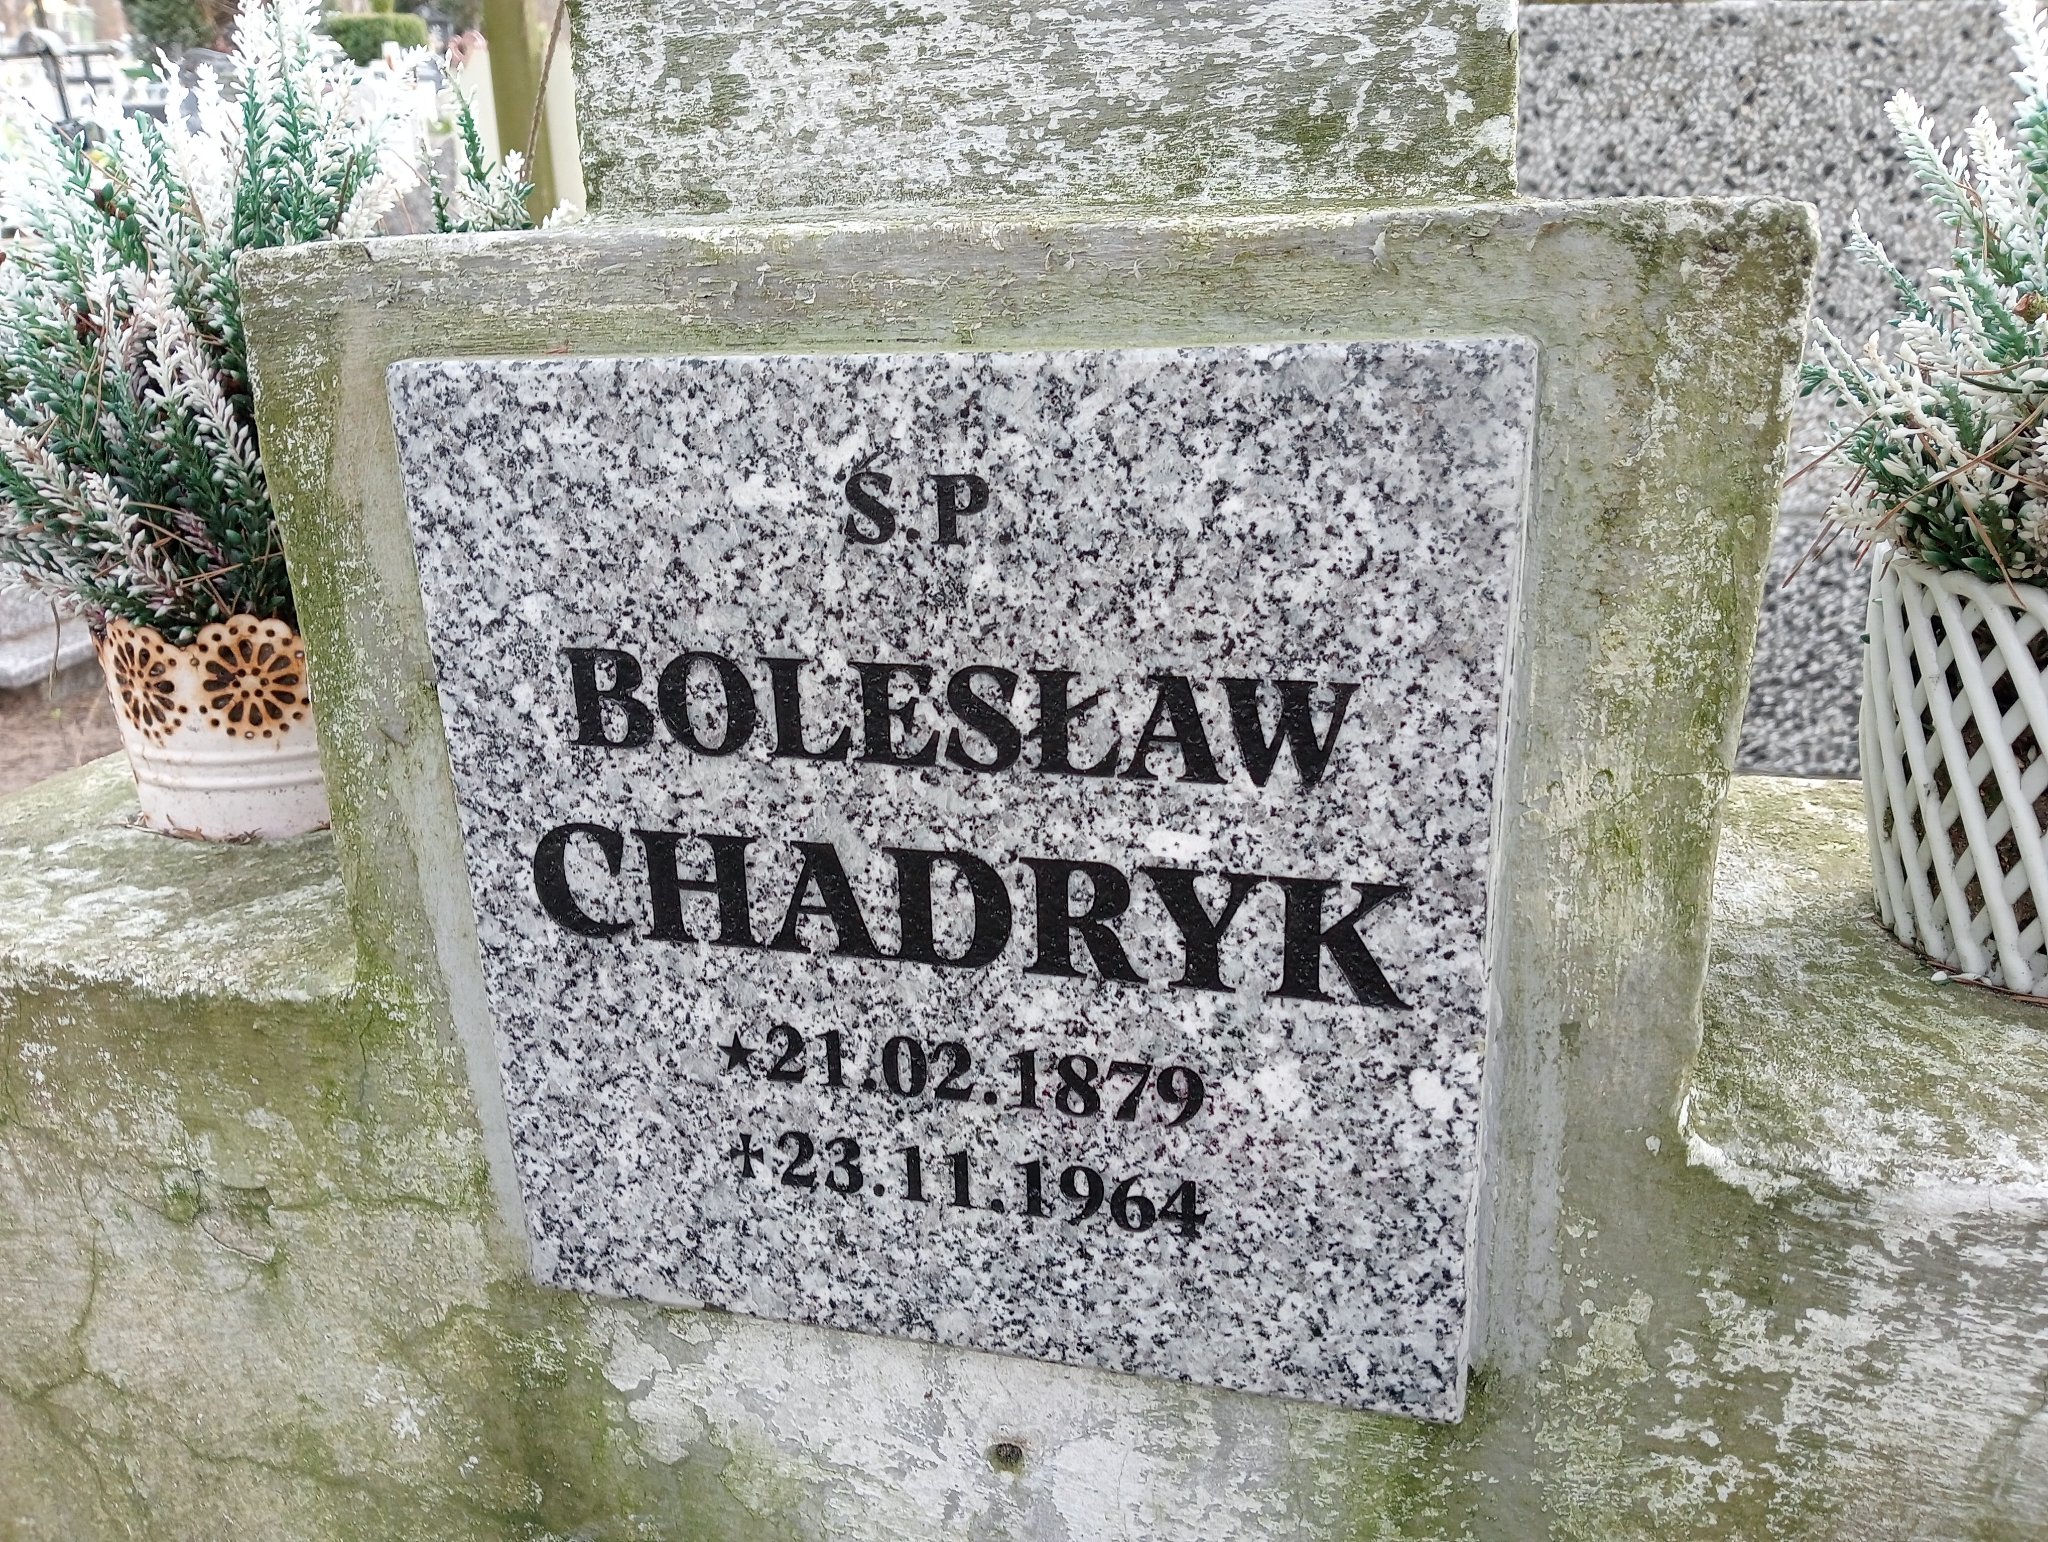 Ś.P.
BOLESŁAW
CHADRYK
★21.02.1879
✝23.11.1964